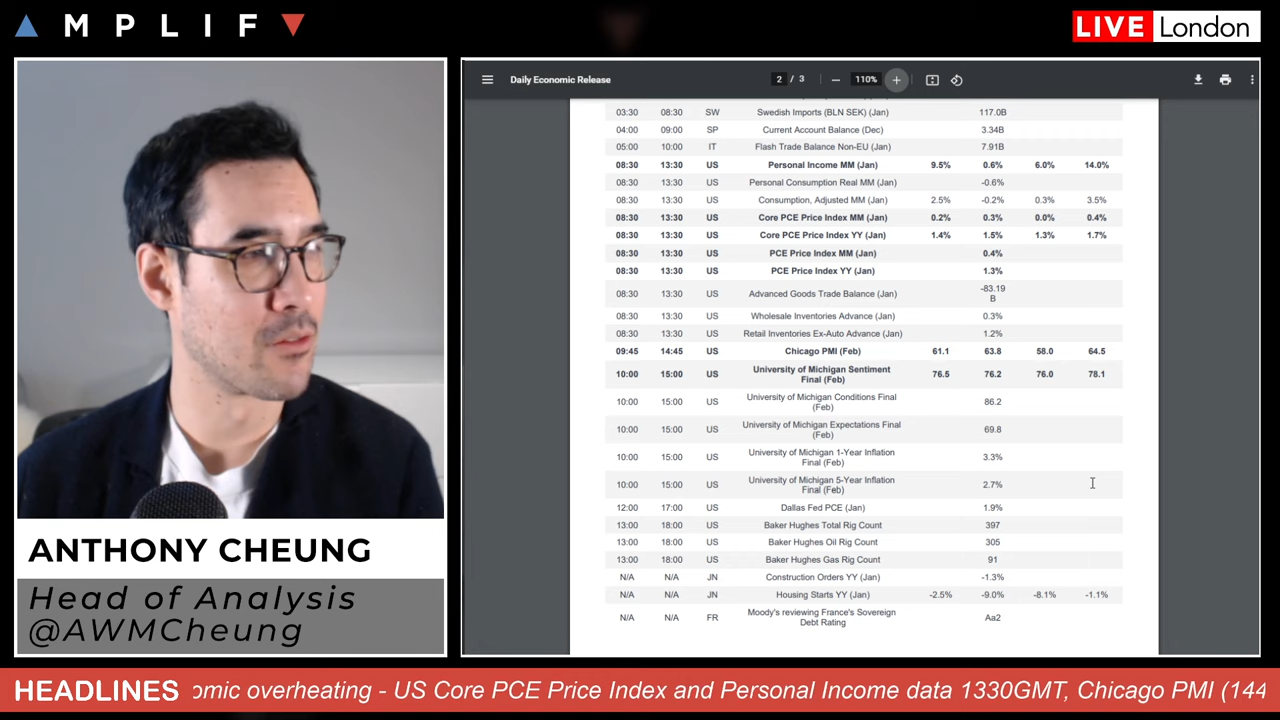 MPLIF
LIVE London
Daily Economic Release 2 / 3 110%
03:30 08:30 SW Swedish Imports (BLN SEK) (Jan) 117.0B
04:00 09:00 SP Current Account Balance (Dec) 3.34B
05:00 10:00 IT Flash Trade Balance Non-EU (Jan) 7.91B
08:30 13:30 US Personal Income MM (Jan) 9.5% 0.6% 6.0% 14.0%
08:30 13:30 US Personal Consumption Real MM (Jan) -0.6%
08:30 13:30 US Consumption, Adjusted MM (Jan) 2.5% -0.2% 0.3% 3.5%
08:30 13:30 US Core PCE Price Index MM (Jan) 0.2% 0.3% 0.0% 0.4%
08:30 13:30 US Core PCE Price Index YY (Jan) 1.4% 1.5% 1.3% 1.7%
08:30 13:30 US PCE Price Index MM (Jan) 0.4%
08:30 13:30 US PCE Price Index YY (Jan) 1.3%
08:30 13:30 US Advanced Goods Trade Balance (Jan) -83.19
B
08:30 13:30 US Wholesale Inventories Advance (Jan) 0.3%
08:30 13:30 US Retail Inventories Ex-Auto Advance (Jan) 1.2%
09:45 14:45 US Chicago PMI (Feb) 61.1 63.8 58.0 64.5
10:00 15:00 US University of Michigan Sentiment
Final (Feb) 76.5 76.2 76.0 78.1
10:00 15:00 US University of Michigan Conditions Final
(Feb) 86.2
10:00 15:00 US University of Michigan Expectations Final
(Feb) 69.8
10:00 15:00 US University of Michigan 1-Year Inflation
Final (Feb) 3.3%
10:00 15:00 US University of Michigan 5-Year Inflation
Final (Feb) 2.7%
12:00 17:00 US Dallas Fed PCE (Jan) 1.9%
13:00 18:00 US Baker Hughes Total Rig Count 397
13:00 18:00 US Baker Hughes Oil Rig Count 305
13:00 18:00 US Baker Hughes Gas Rig Count 91
N/A N/A JN Construction Orders YY (Jan) -1.3%
N/A N/A JN Housing Starts YY (Jan) -2.5% -9.0% -8.1% -1.1%
N/A N/A FR Moody's reviewing France's Sovereign
Debt Rating Aa2
ANTHONY CHEUNG
Head of Analysis
@AWMCheung
HEADLINES omic overheating - US Core PCE Price Index and Personal Income data 1330GMT, Chicago PMI (144